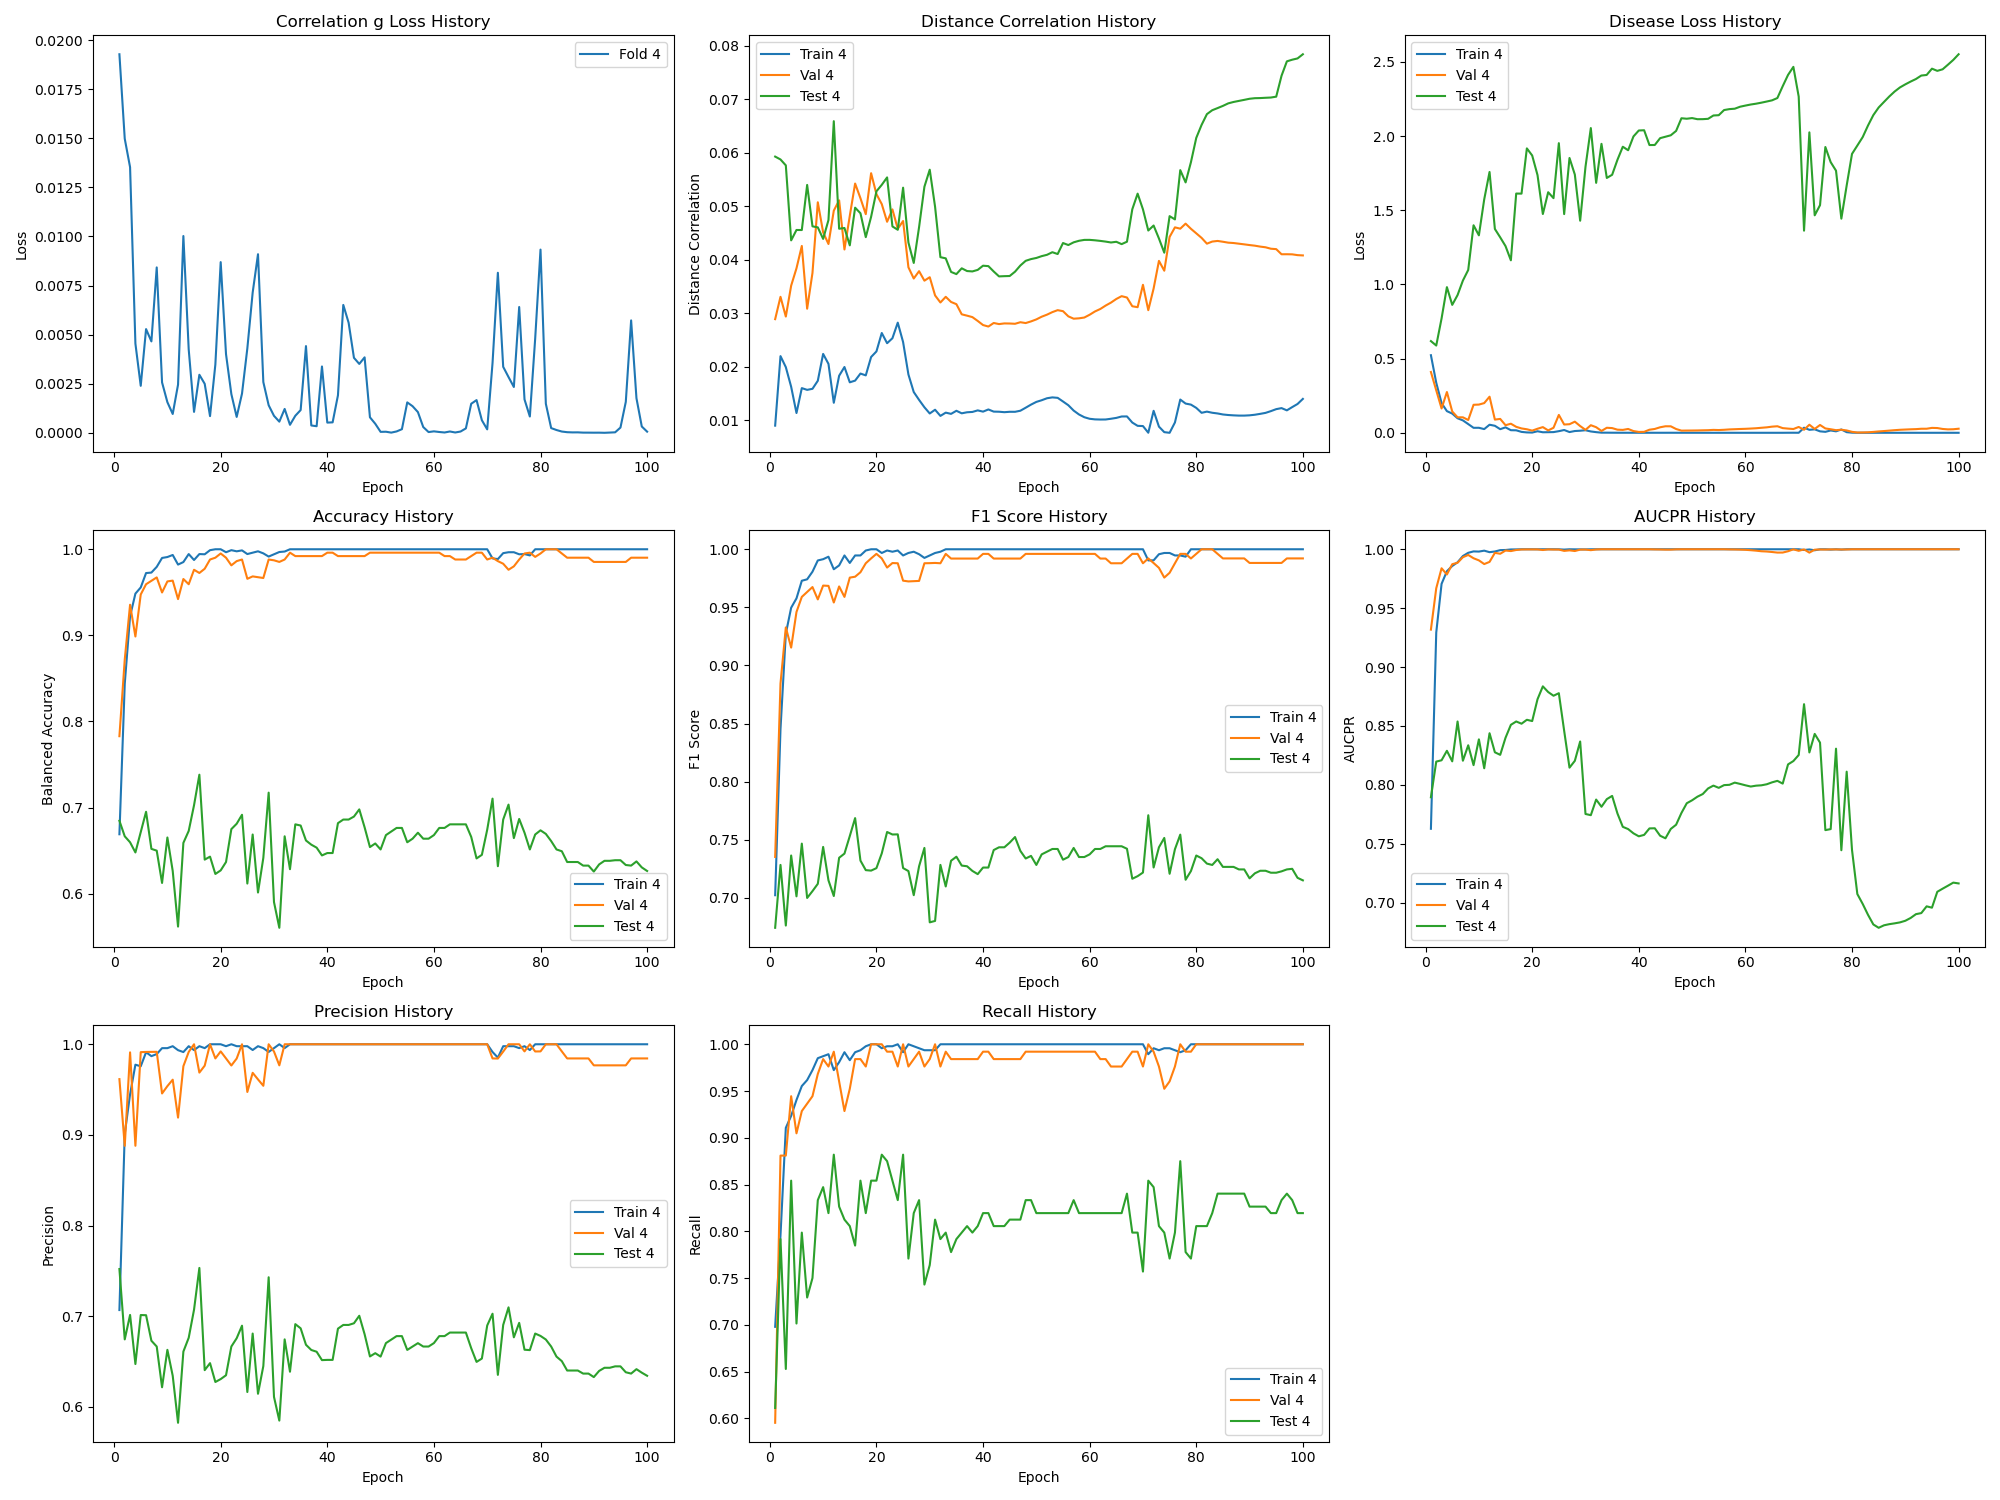 Correlation g Loss History
Loss
0.0200
0.0175
0.0150
0.0125
0.0100
0.0075
0.0050
0.0025
0.0000
Fold 4
0 20 40 60 80 100
Epoch
Distance Correlation History
Distance Correlation
0.08
0.07
0.06
0.05
0.04
0.03
0.02
0.01
Train 4
Val 4
Test 4
0 20 40 60 80 100
Epoch
Disease Loss History
Loss
2.5
2.0
1.5
1.0
0.5
0.0
Train 4
Val 4
Test 4
0 20 40 60 80 100
Epoch
Accuracy History
Balanced Accuracy
1.0
0.9
0.8
0.7
0.6
Train 4
Val 4
Test 4
0 20 40 60 80 100
Epoch
F1 Score History
F1 Score
1.00
0.95
0.90
0.85
0.80
0.75
0.70
Train 4
Val 4
Test 4
0 20 40 60 80 100
Epoch
AUCPR History
AUCPR
1.00
0.95
0.90
0.85
0.80
0.75
0.70
Train 4
Val 4
Test 4
0 20 40 60 80 100
Epoch
Precision History
Precision
1.0
0.9
0.8
0.7
0.6
Train 4
Val 4
Test 4
0 20 40 60 80 100
Epoch
Recall History
Recall
1.00
0.95
0.90
0.85
0.80
0.75
0.70
0.65
0.60
Train 4
Val 4
Test 4
0 20 40 60 80 100
Epoch